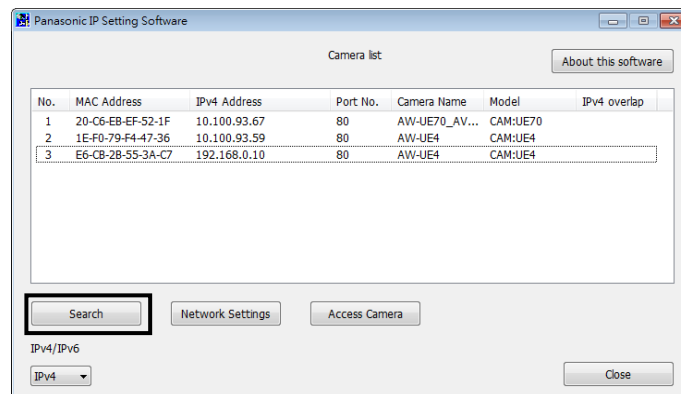 Panasonic IP Setting Software
Camera list
About this software
No. MAC Address IPv4 Address Port No. Camera Name Model IPv4 overlap
1 20-C6-EB-EF-52-1F 10.100.93.67 80 AW-UE70_AV... CAM:UE70
2 1E-F0-79-F4-47-36 10.100.93.59 80 AW-UE4 CAM:UE4
3 E6-CB-2B-55-3A-C7 192.168.0.10 80 AW-UE4 CAM:UE4
Search Network Settings Access Camera
IPv4/IPv6
IPv4 Close